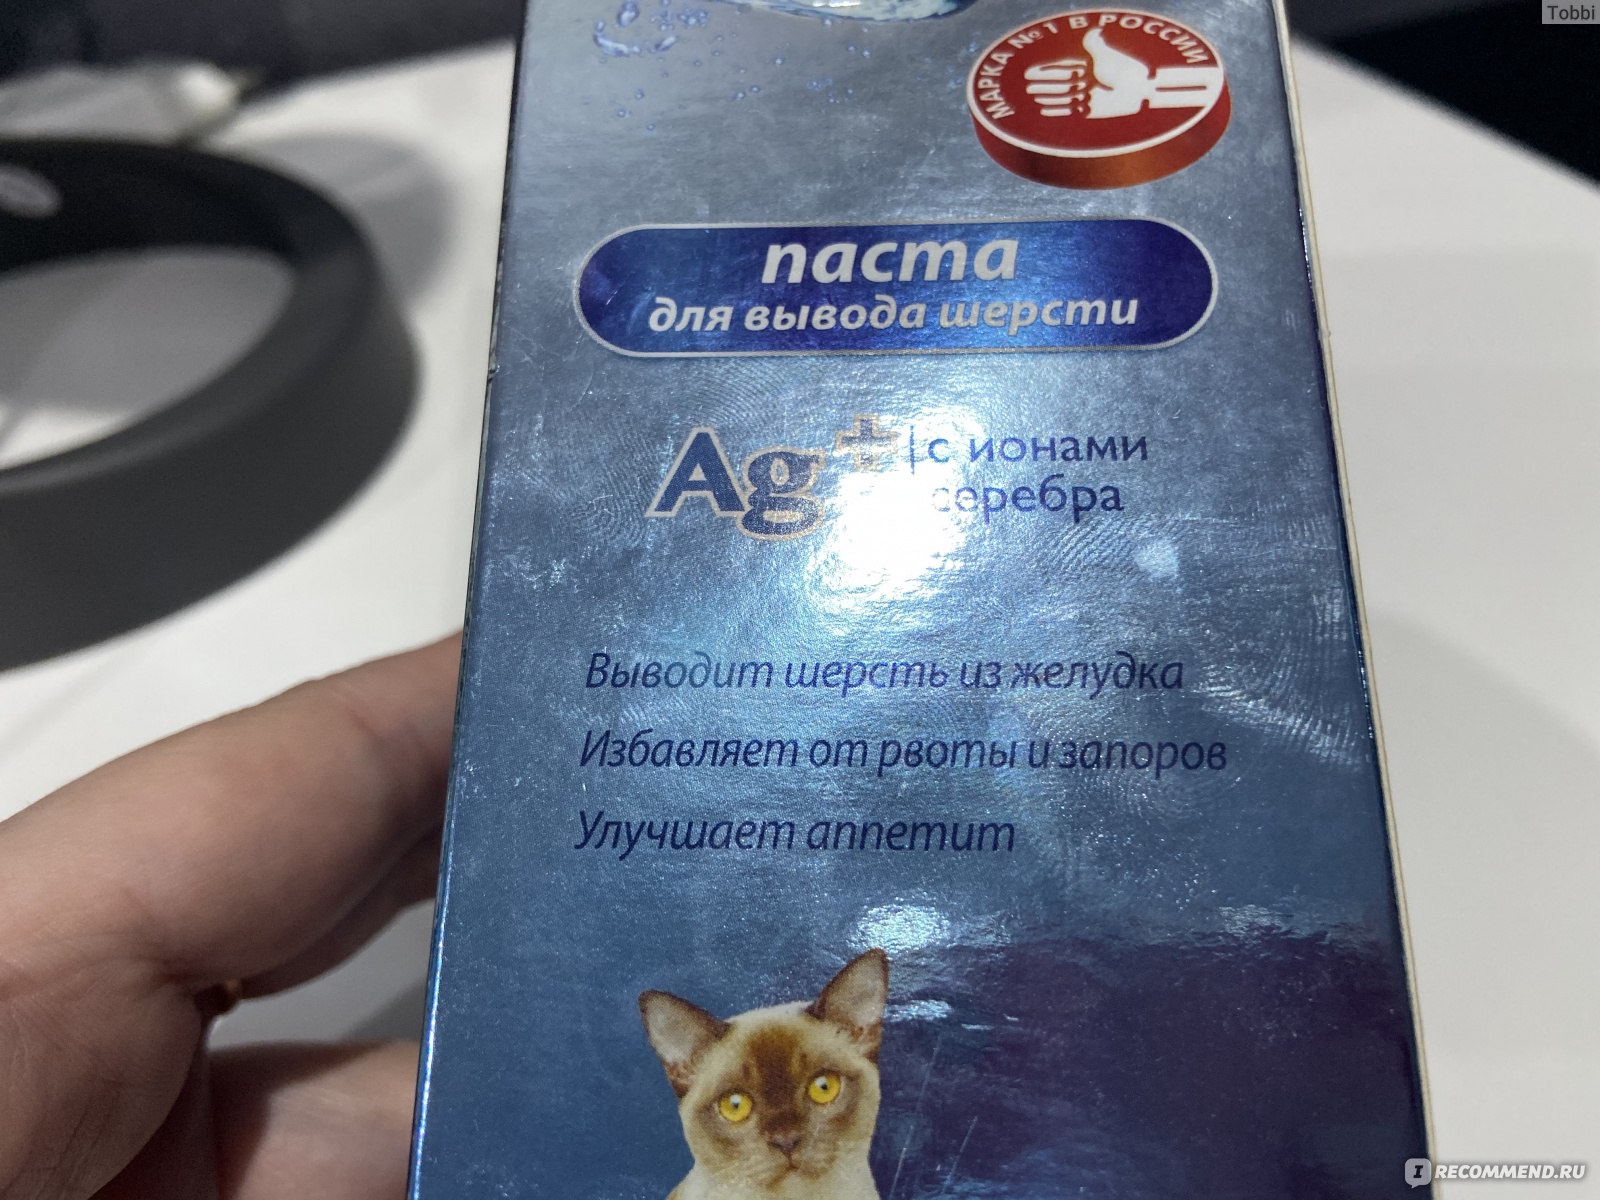 Tobbi
МАРКА №1 В РОССИИ
паста
для вывода шерсти
Ag+
с ионами
серебра
Выводит шерсть из желудка
Избавляет от рвоты и запоров
Улучшает аппетит
IRECOMMEND.RU